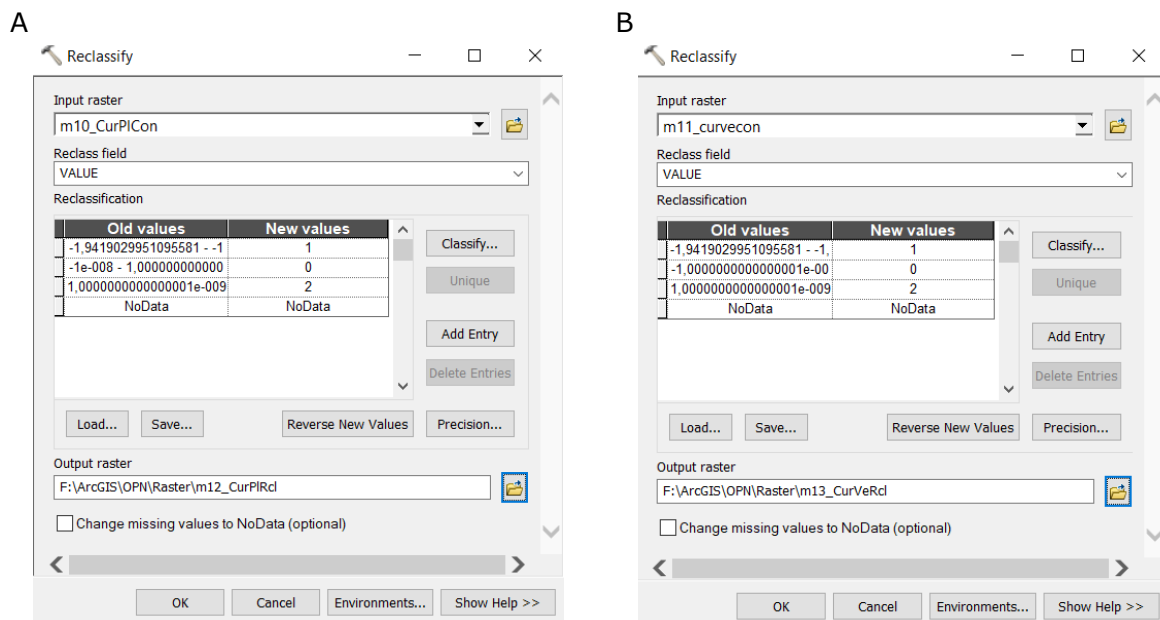 A
Reclassify
Input raster
m10_CurPlCon
Reclass field
VALUE
Reclassification
Old values New values
-1,9419029951095581 - -1 1
-1e-008 - 1,000000000000 0
1,0000000000000001e-009 2
NoData NoData
Classify...
Unique
Add Entry
Delete Entries
Load... Save... Reverse New Values Precision...
Output raster
F:\ArcGIS\OPN\Raster\m12_CurPlRcl
Change missing values to NoData (optional)
OK Cancel Environments... Show Help >>
B
Reclassify
Input raster
m11_curvecon
Reclass field
VALUE
Reclassification
Old values New values
-1,9419029951095581 - -1, 1
-1,0000000000000001e-00 0
1,0000000000000001e-009 2
NoData NoData
Classify...
Unique
Add Entry
Delete Entries
Load... Save... Reverse New Values Precision...
Output raster
F:\ArcGIS\OPN\Raster\m13_CurVeRcl
Change missing values to NoData (optional)
OK Cancel Environments... Show Help >>